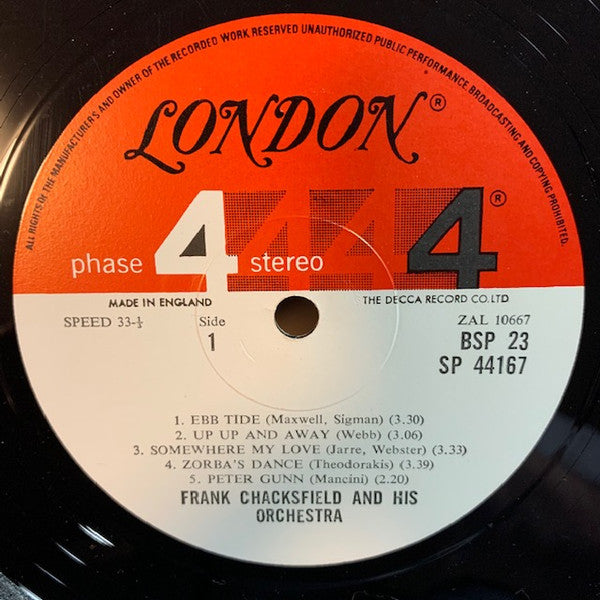 ALL RIGHTS OF THE MANUFACTURERS AND OWNER OF THE RECORDED WORK RESERVED UNAUTHORIZED PUBLIC PERFORMANCE, BROADCASTING AND COPYING PROHIBITED.
LONDON®
phase 4 stereo 4 4 4®
MADE IN ENGLAND THE DECCA RECORD CO. LTD
SPEED 33-⅓ Side ZAL 10667
1 BSP 23
SP 44167
1. EBB TIDE (Maxwell, Sigman) (3.30)
2. UP UP AND AWAY (Webb) (3.06)
3. SOMEWHERE MY LOVE (Jarre, Webster) (3.33)
4. ZORBA'S DANCE (Theodorakis) (3.39)
5. PETER GUNN (Mancini) (2.20)
FRANK CHACKSFIELD AND HIS
ORCHESTRA